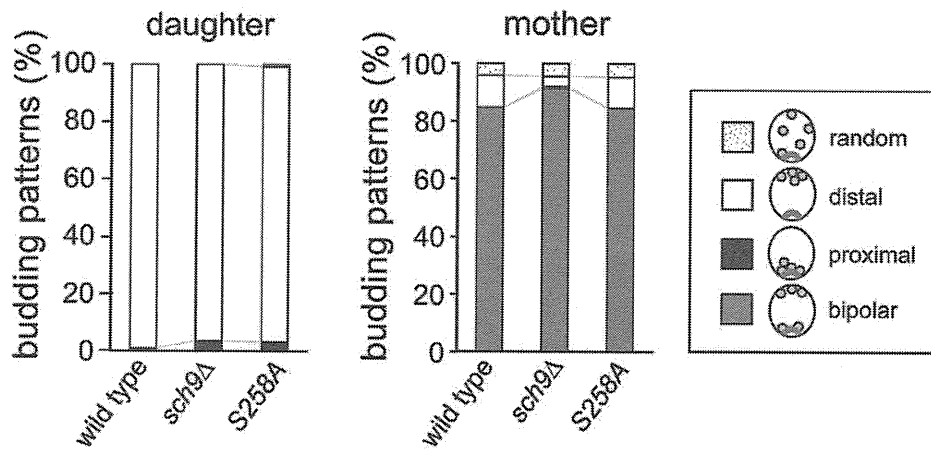 daughter
budding patterns (%)
100
80
60
40
20
0
wild type
sch9Δ
S258A
mother
budding patterns (%)
100
80
60
40
20
0
wild type
sch9Δ
S258A
random
distal
proximal
bipolar